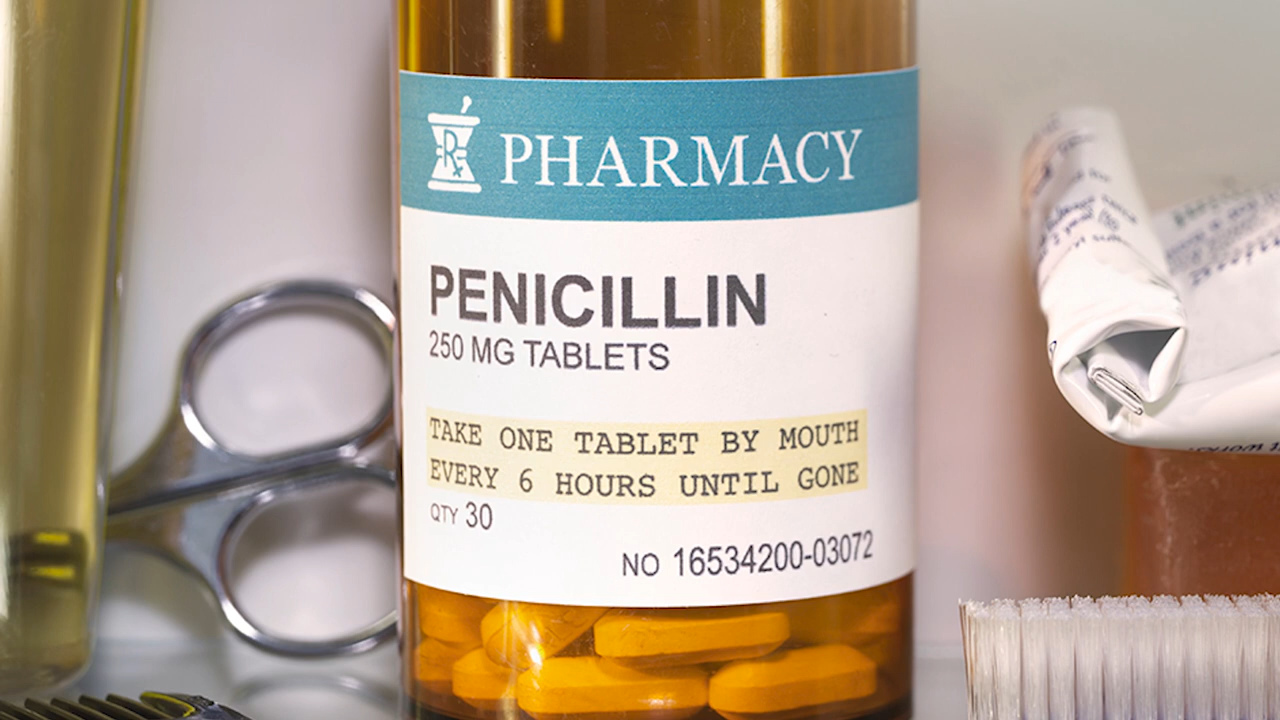 PHARMACY
PENICILLIN
250 MG TABLETS
TAKE ONE TABLET BY MOUTH
EVERY 6 HOURS UNTIL GONE
QTY 30
NO 16534200-03072